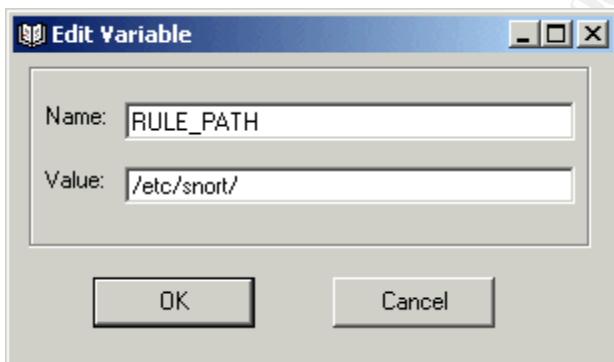 Edit Variable
Name: RULE_PATH
Value: /etc/snort/
OK Cancel